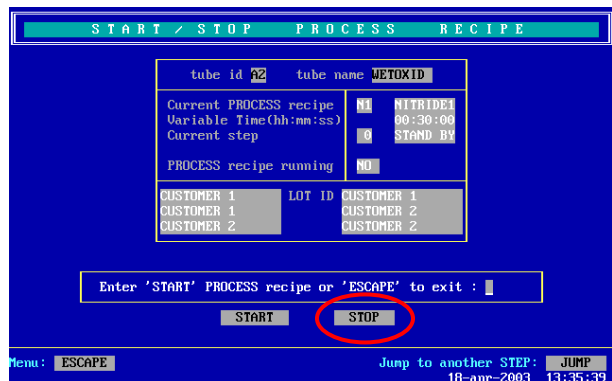 START / STOP PROCESS RECIPE
tube id A2 tube name WETOXID
Current PROCESS recipe N1 NITRIDE1
Variable Time(hh:mm:ss) 00:30:00
Current step 0 STAND BY
PROCESS recipe running NO
CUSTOMER 1 LOT ID CUSTOMER 1
CUSTOMER 1 CUSTOMER 2
CUSTOMER 2 CUSTOMER 2
Enter 'START' PROCESS recipe or 'ESCAPE' to exit :
START STOP
Menu: ESCAPE Jump to another STEP: JUMP
18-apr-2003 13:35:39